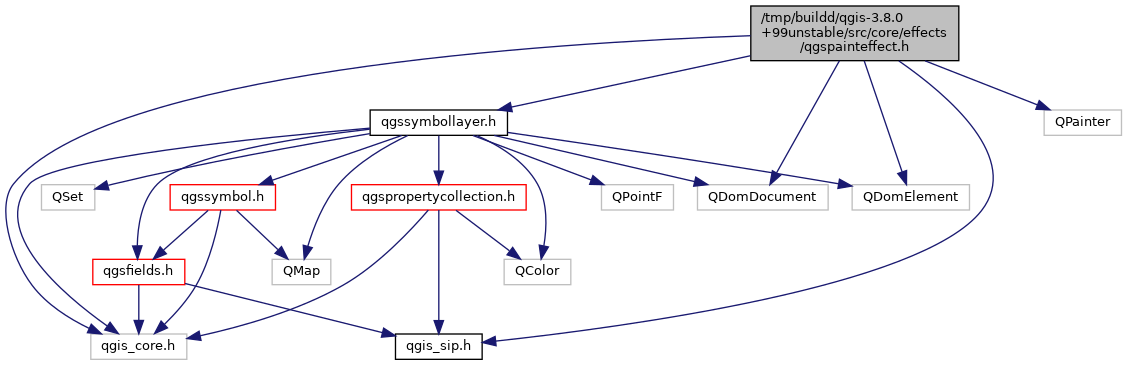 /tmp/buildd/qgis-3.8.0
+99unstable/src/core/effects
/qgspainteffect.h
qgssymbollayer.h
QPainter
QSet
qgssymbol.h
qgspropertycollection.h
QPointF
QDomDocument
QDomElement
qgsfields.h
QMap
QColor
qgis_core.h
qgis_sip.h